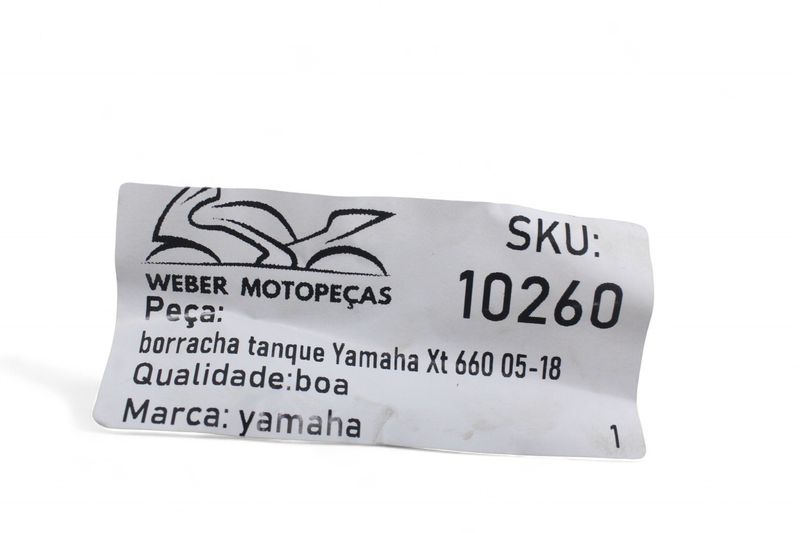 WEBER MOTOPEÇAS
SKU:
10260
Peça:
borracha tanque Yamaha Xt 660 05-18
Qualidade:boa
Marca: yamaha
1